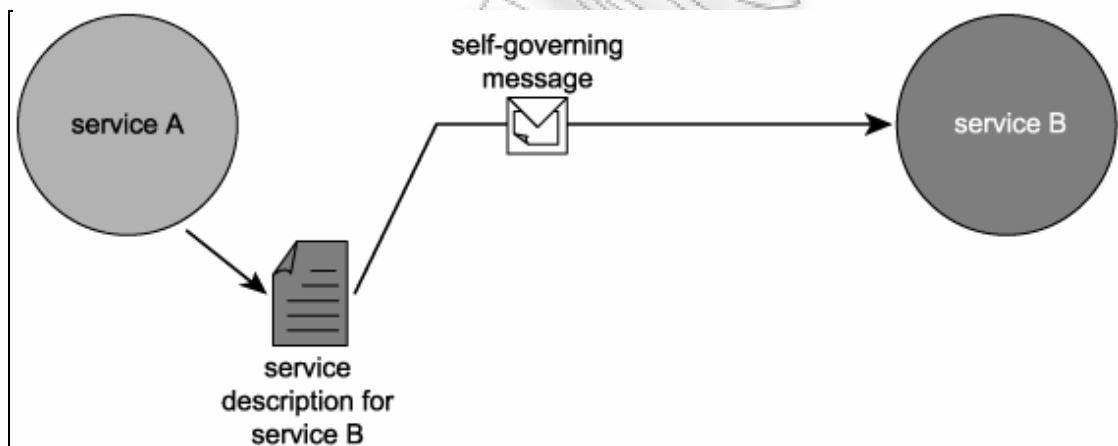 self-governing
message
service A
service B
service
description for
service B